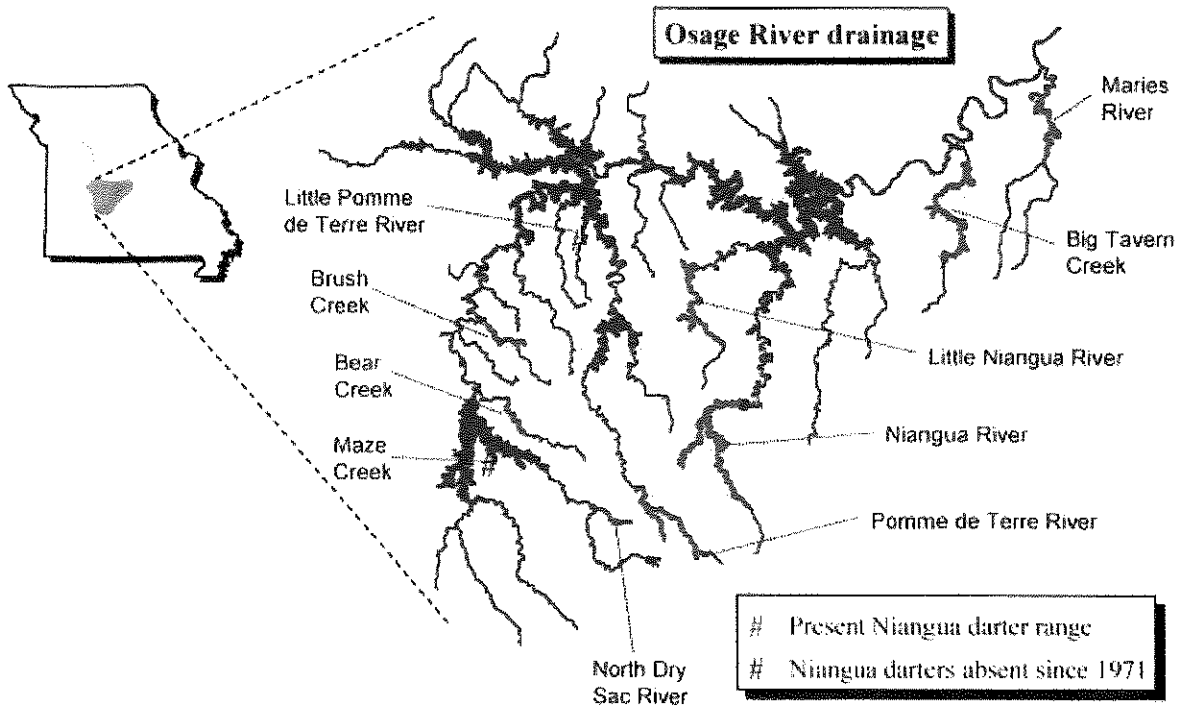 Osage River drainage
Maries
River
Little Pomme
de Terre River
Big Tavern
Creek
Brush
Creek
Bear
Creek
Little Niangua River
Maze
Creek
#
Niangua River
Pomme de Terre River
North Dry
Sac River
# Present Niangua darter range
# Niangua darters absent since 1971